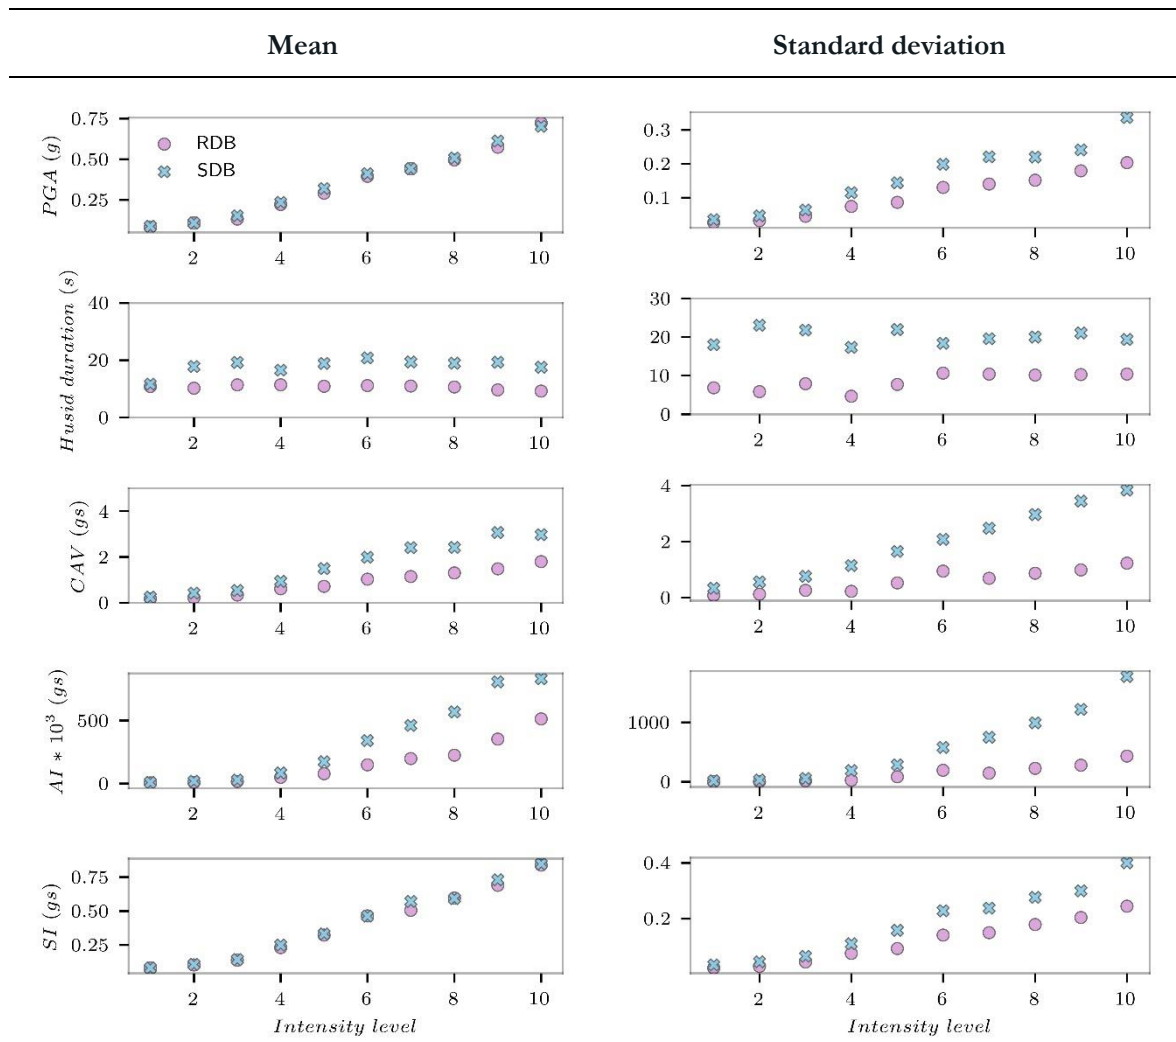 Mean Standard deviation
PGA (g)
0.75
0.50
0.25
RDB
SDB
2 4 6 8 10
0.3
0.2
0.1
2 4 6 8 10
Husid duration (s)
40
20
0
2 4 6 8 10
30
20
10
0
2 4 6 8 10
CAV (gs)
4
2
0
2 4 6 8 10
4
2
0
2 4 6 8 10
AI * 10³ (gs)
500
0
2 4 6 8 10
1000
0
2 4 6 8 10
SI (gs)
0.75
0.50
0.25
2 4 6 8 10
Intensity level
0.4
0.2
2 4 6 8 10
Intensity level